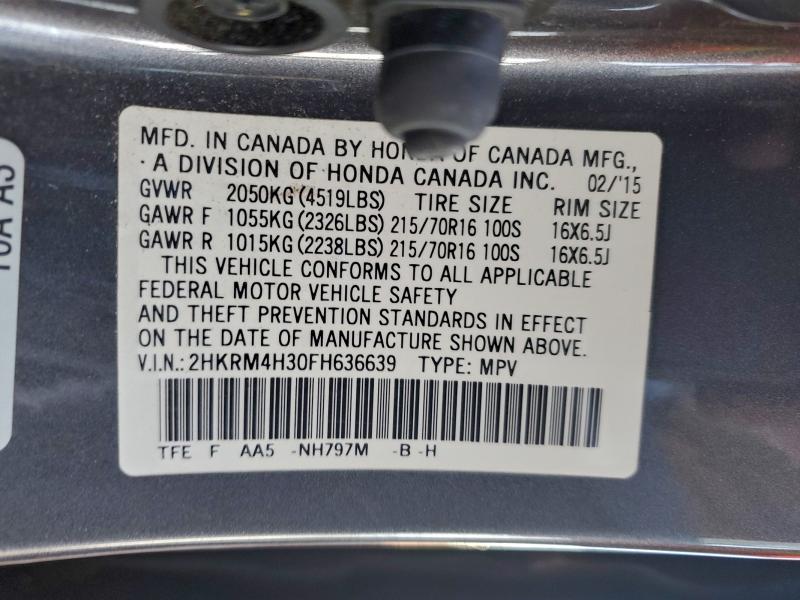 MFD. IN CANADA BY HONDA OF CANADA MFG.,
. A DIVISION OF HONDA CANADA INC. 02/'15
GVWR 2050KG(4519LBS) TIRE SIZE RIM SIZE
GAWR F 1055KG(2326LBS) 215/70R16 100S 16X6.5J
GAWR R 1015KG(2238LBS) 215/70R16 100S 16X6.5J
THIS VEHICLE CONFORMS TO ALL APPLICABLE
FEDERAL MOTOR VEHICLE SAFETY
AND THEFT PREVENTION STANDARDS IN EFFECT
ON THE DATE OF MANUFACTURE SHOWN ABOVE.
V.I.N.: 2HKRM4H30FH636639 TYPE: MPV
TFE F AA5 -NH797M -B -H